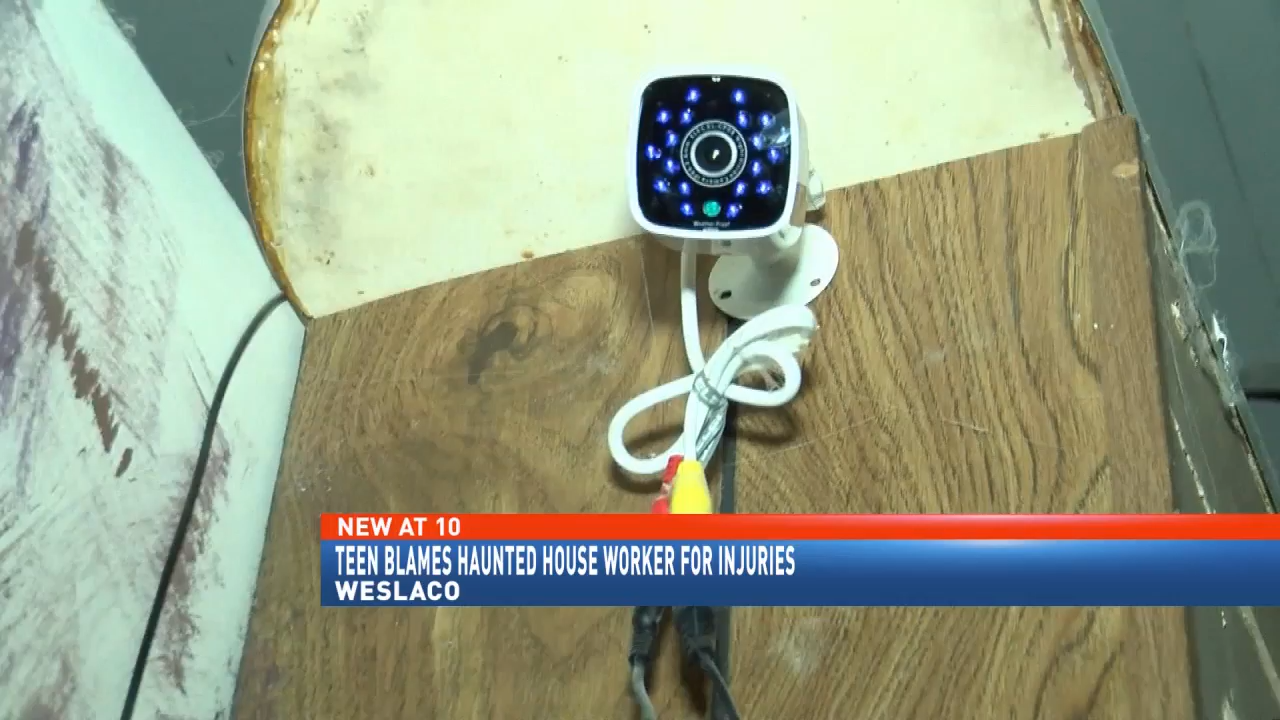 NEW AT 10
TEEN BLAMES HAUNTED HOUSE WORKER FOR INJURIES
WESLACO